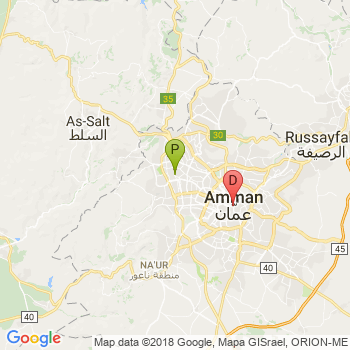 35
As-Salt
السلط
30
P
Russayfa
الرصيفة
D
Amman
عمان
45
NA'UR
منطقة ناعور
40
40
Map data ©2018 Google, Mapa GISrael, ORION-ME